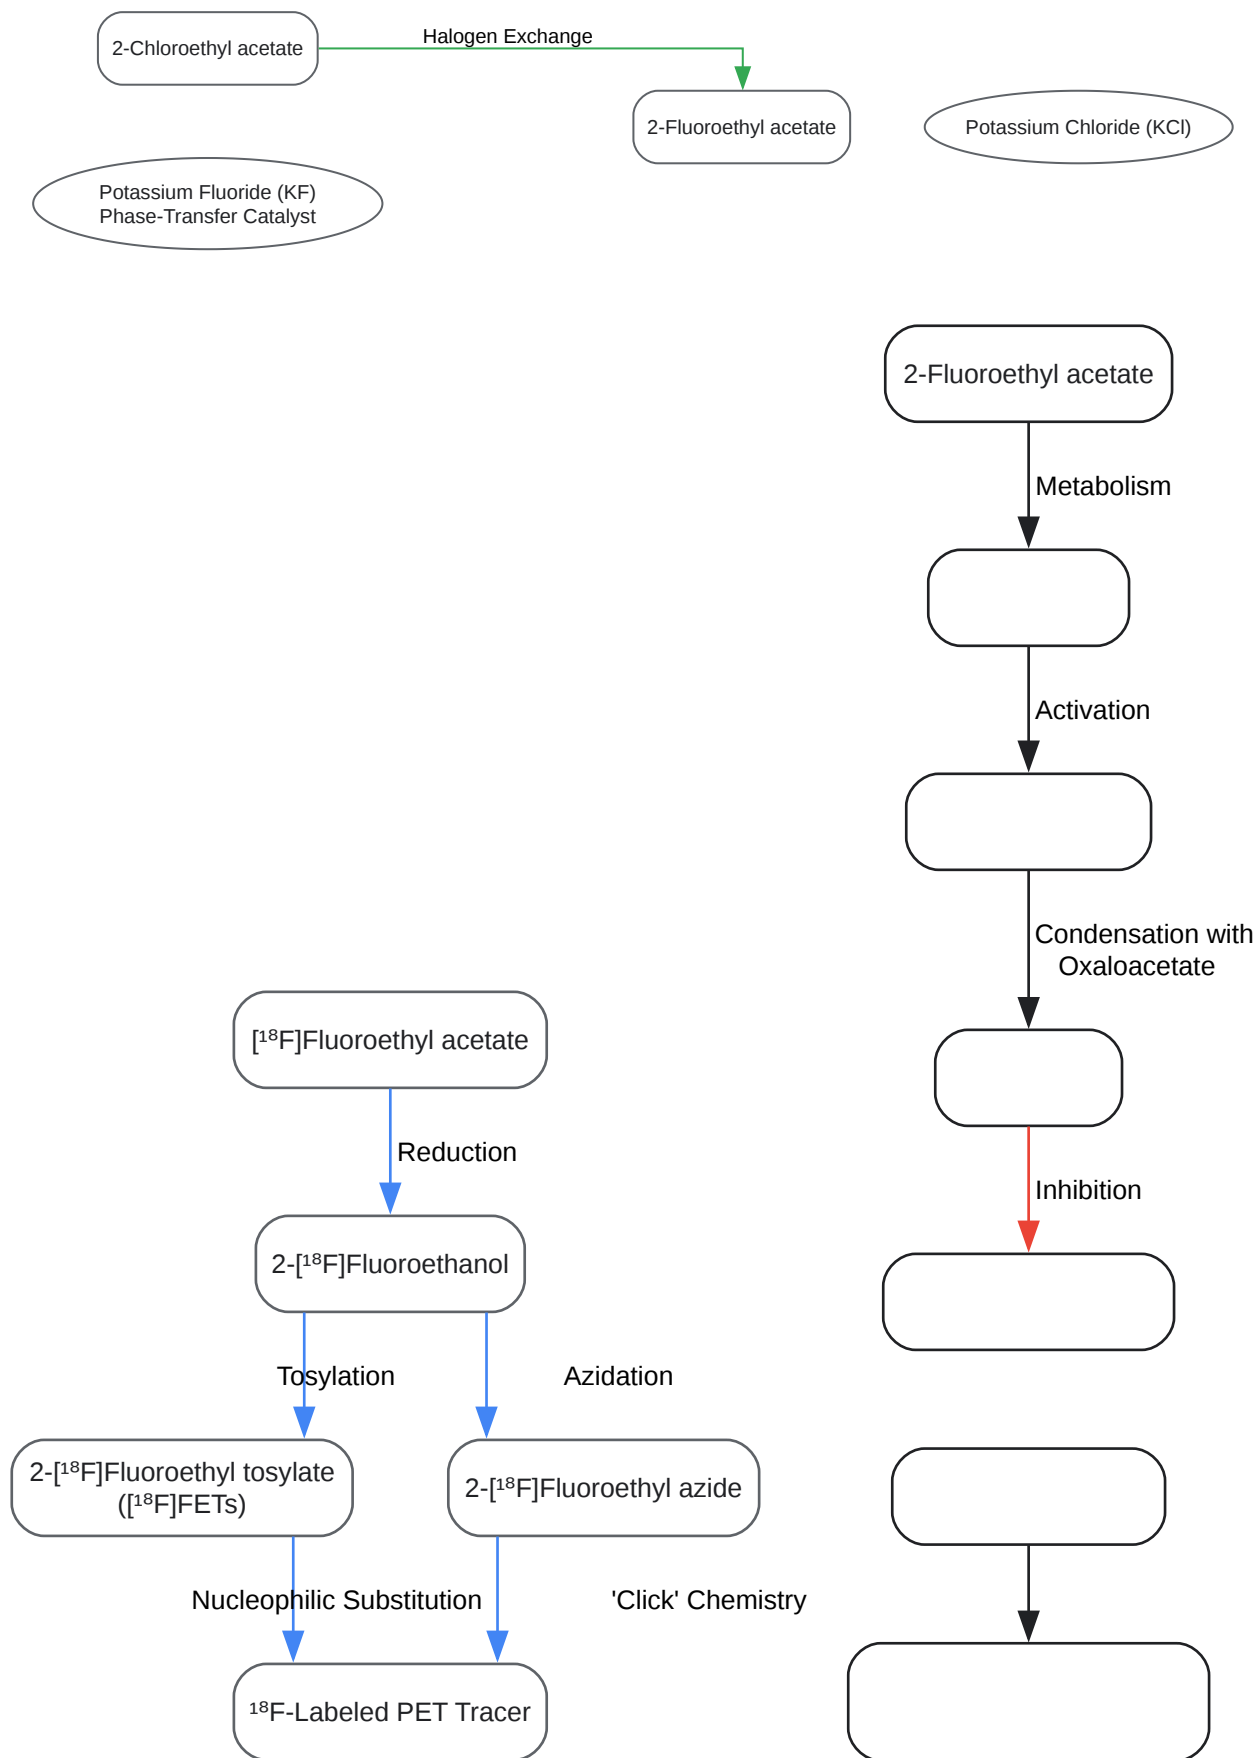 2-Chloroethyl acetate
Halogen Exchange
2-Fluoroethyl acetate
Potassium Chloride (KCl)
Potassium Fluoride (KF)
Phase-Transfer Catalyst
2-Fluoroethyl acetate
Metabolism
Activation
Condensation with
Oxaloacetate
Inhibition
[¹⁸F]Fluoroethyl acetate
Reduction
2-[¹⁸F]Fluoroethanol
Tosylation
Azidation
2-[¹⁸F]Fluoroethyl tosylate
([¹⁸F]FETs)
2-[¹⁸F]Fluoroethyl azide
Nucleophilic Substitution
'Click' Chemistry
¹⁸F-Labeled PET Tracer